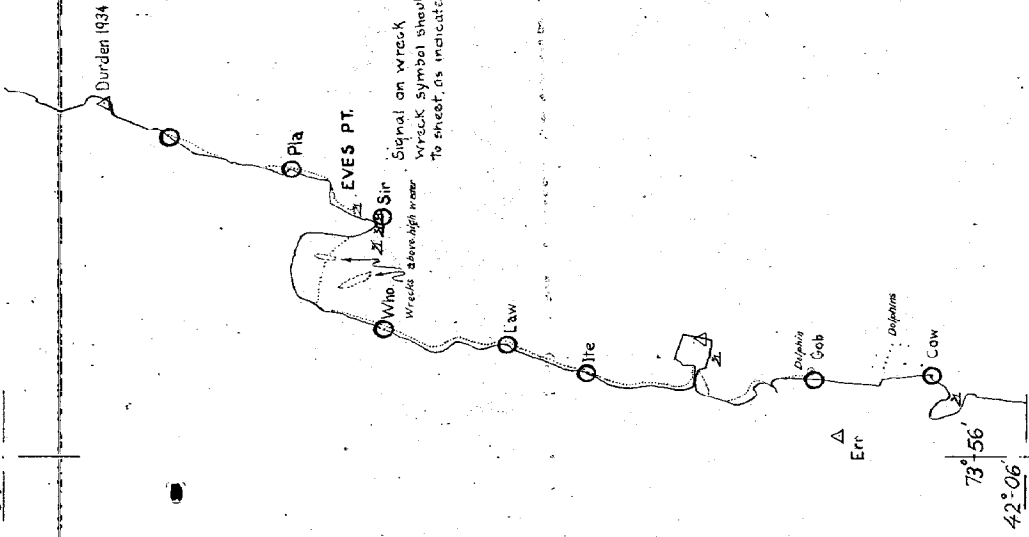 Durden 1934
Pla
EVES PT.
Signal on wreck
Wreck symbol shou
to sheet, as indicate
Sir
Wrecks above high water
Who
Law
Ite
Dolphin
Gob
Dolphins
Cow
Err
73°-56'
42°-06'